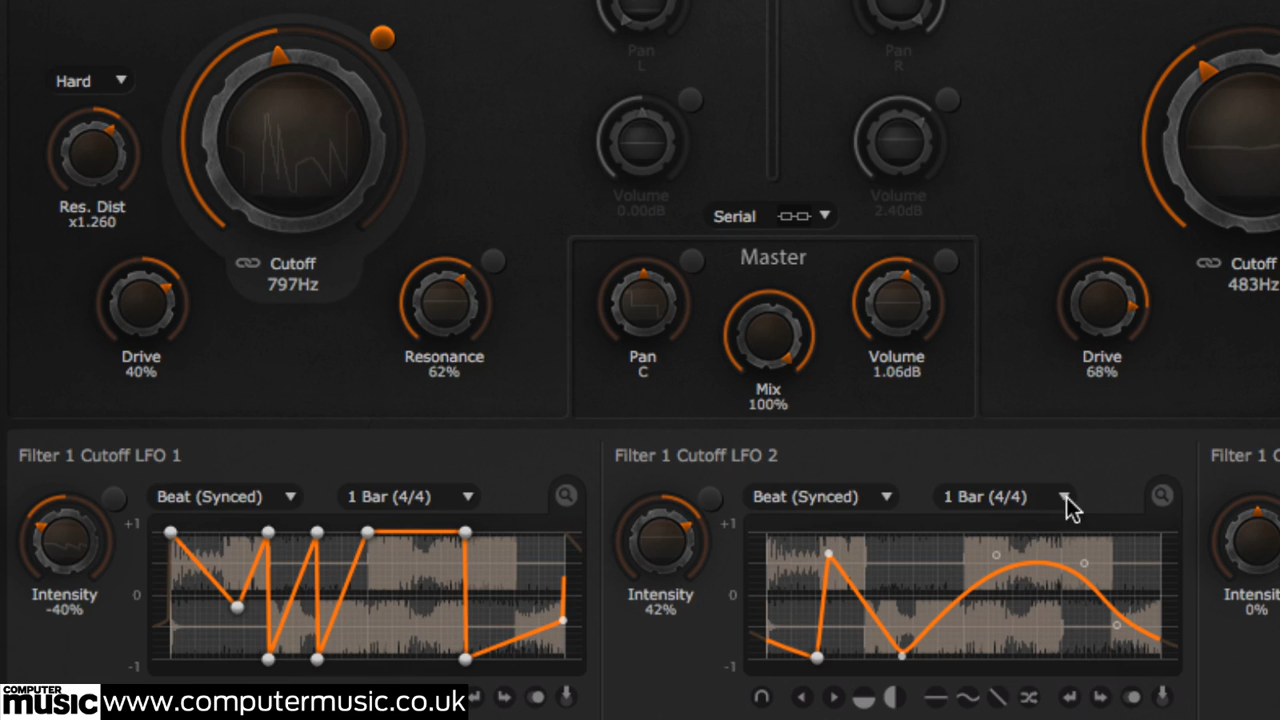 Pan
L
Pan
R
Hard
Res. Dist
x1.260
Volume
0.00dB
Volume
2.40dB
Serial
Cutoff
797Hz
Master
Cutoff
483Hz
Drive
40%
Resonance
62%
Pan
C
Mix
100%
Volume
1.06dB
Drive
68%
Filter 1 Cutoff LFO 1
Beat (Synced)
1 Bar (4/4)
Intensity
-40%
+1
0
-1
Filter 1 Cutoff LFO 2
Beat (Synced)
1 Bar (4/4)
Intensity
42%
+1
0
-1
Filter 1 C
Intensi
0%
COMPUTER
music
www.computermusic.co.uk